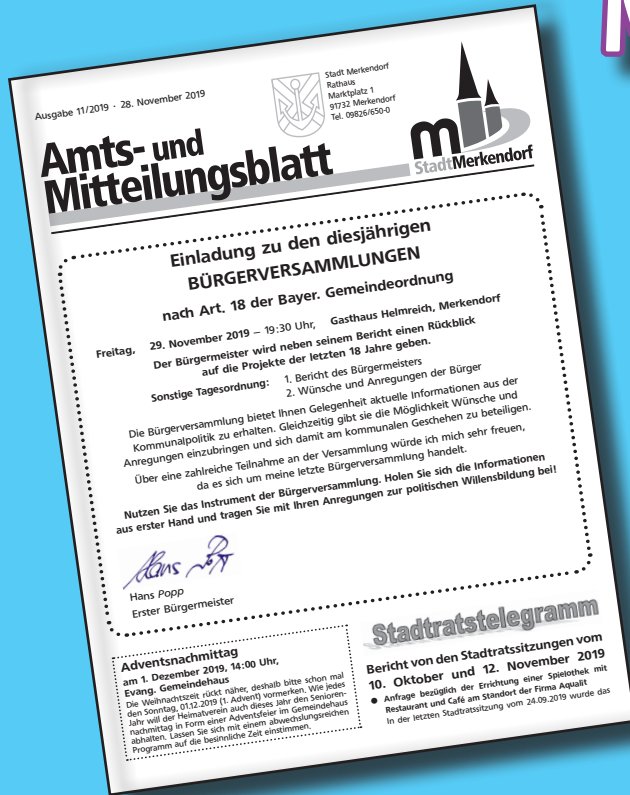 Ausgabe 11/2019 · 28. November 2019
Stadt Merkendorf
Rathaus
Marktplatz 1
91732 Merkendorf
Tel. 09826/650-0
Amts- und
Mitteilungsblatt
m
StadtMerkendorf
Einladung zu den diesjährigen
BÜRGERVERSAMMLUNGEN
nach Art. 18 der Bayer. Gemeindeordnung
Freitag, 29. November 2019 – 19:30 Uhr, Gasthaus Helmreich, Merkendorf
Der Bürgermeister wird neben seinem Bericht einen Rückblick
auf die Projekte der letzten 18 Jahre geben.
Sonstige Tagesordnung: 1. Bericht des Bürgermeisters
2. Wünsche und Anregungen der Bürger
Die Bürgerversammlung bietet Ihnen Gelegenheit aktuelle Informationen aus der
Kommunalpolitik zu erhalten. Gleichzeitig gibt sie die Möglichkeit Wünsche und
Anregungen einzubringen und sich damit am kommunalen Geschehen zu beteiligen.
Über eine zahlreiche Teilnahme an der Versammlung würde ich mich sehr freuen,
da es sich um meine letzte Bürgerversammlung handelt.
Nutzen Sie das Instrument der Bürgerversammlung. Holen Sie sich die Informationen
aus erster Hand und tragen Sie mit Ihren Anregungen zur politischen Willensbildung bei!
Hans Popp
Hans Popp
Erster Bürgermeister
Adventsnachmittag
am 1. Dezember 2019, 14:00 Uhr,
Evang. Gemeindehaus
Die Weihnachtszeit rückt näher, deshalb bitte schon mal
den Sonntag, 01.12.2019 (1. Advent) vormerken. Wie jedes
Jahr will der Heimatverein auch dieses Jahr den Senioren-
nachmittag in Form einer Adventsfeier im Gemeindehaus
abhalten. Lassen Sie sich mit einem abwechslungsreichen
Programm auf die besinnliche Zeit einstimmen.
Stadtratstelegramm
Bericht von den Stadtratssitzungen vom
10. Oktober und 12. November 2019
● Anfrage bezüglich der Errichtung einer Spielothek mit
Restaurant und Café am Standort der Firma Aqualit
In der letzten Stadtratssitzung vom 24.09.2019 wurde das